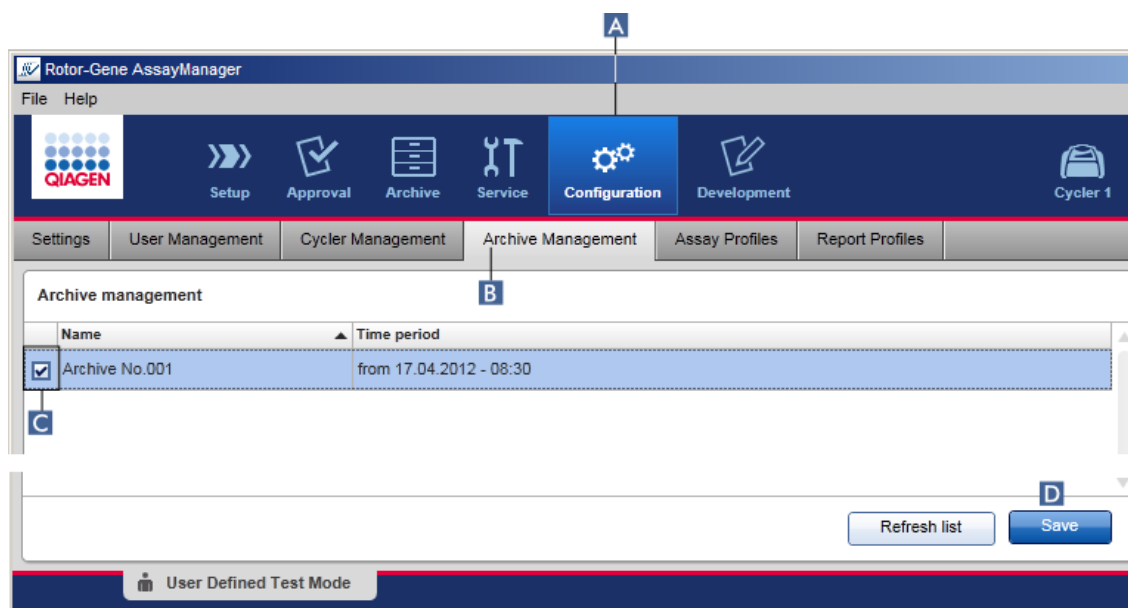 A
Rotor-Gene AssayManager
File Help
QIAGEN
Setup Approval Archive Service Configuration Development Cycler 1
Settings User Management Cycler Management Archive Management Assay Profiles Report Profiles
B
Archive management
Name Time period
Archive No.001 from 17.04.2012 - 08:30
C
D
Refresh list Save
User Defined Test Mode